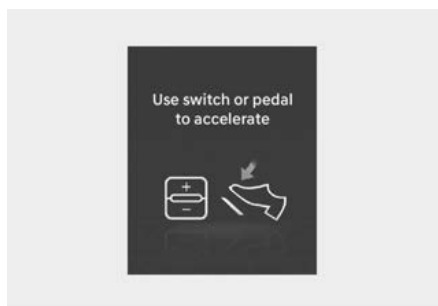 Use switch or pedal
to accelerate
+
−